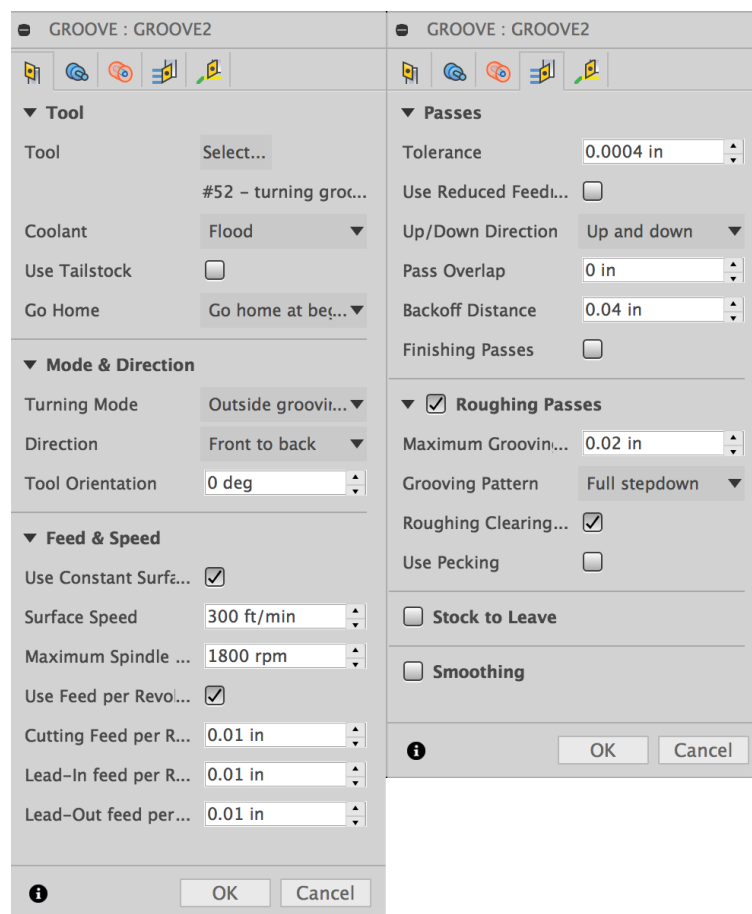 GROOVE : GROOVE2
Tool
Tool Select...
#52 – turning groc...
Coolant Flood
Use Tailstock
Go Home Go home at beg...
Mode & Direction
Turning Mode Outside groovir...
Direction Front to back
Tool Orientation 0 deg
Feed & Speed
Use Constant Surfa...
Surface Speed 300 ft/min
Maximum Spindle ... 1800 rpm
Use Feed per Revol...
Cutting Feed per R... 0.01 in
Lead-In feed per R... 0.01 in
Lead-Out feed per... 0.01 in
OK Cancel
GROOVE : GROOVE2
Passes
Tolerance 0.0004 in
Use Reduced Feedr...
Up/Down Direction Up and down
Pass Overlap 0 in
Backoff Distance 0.04 in
Finishing Passes
Roughing Passes
Maximum Groovin... 0.02 in
Grooving Pattern Full stepdown
Roughing Clearing...
Use Pecking
Stock to Leave
Smoothing
OK Cancel